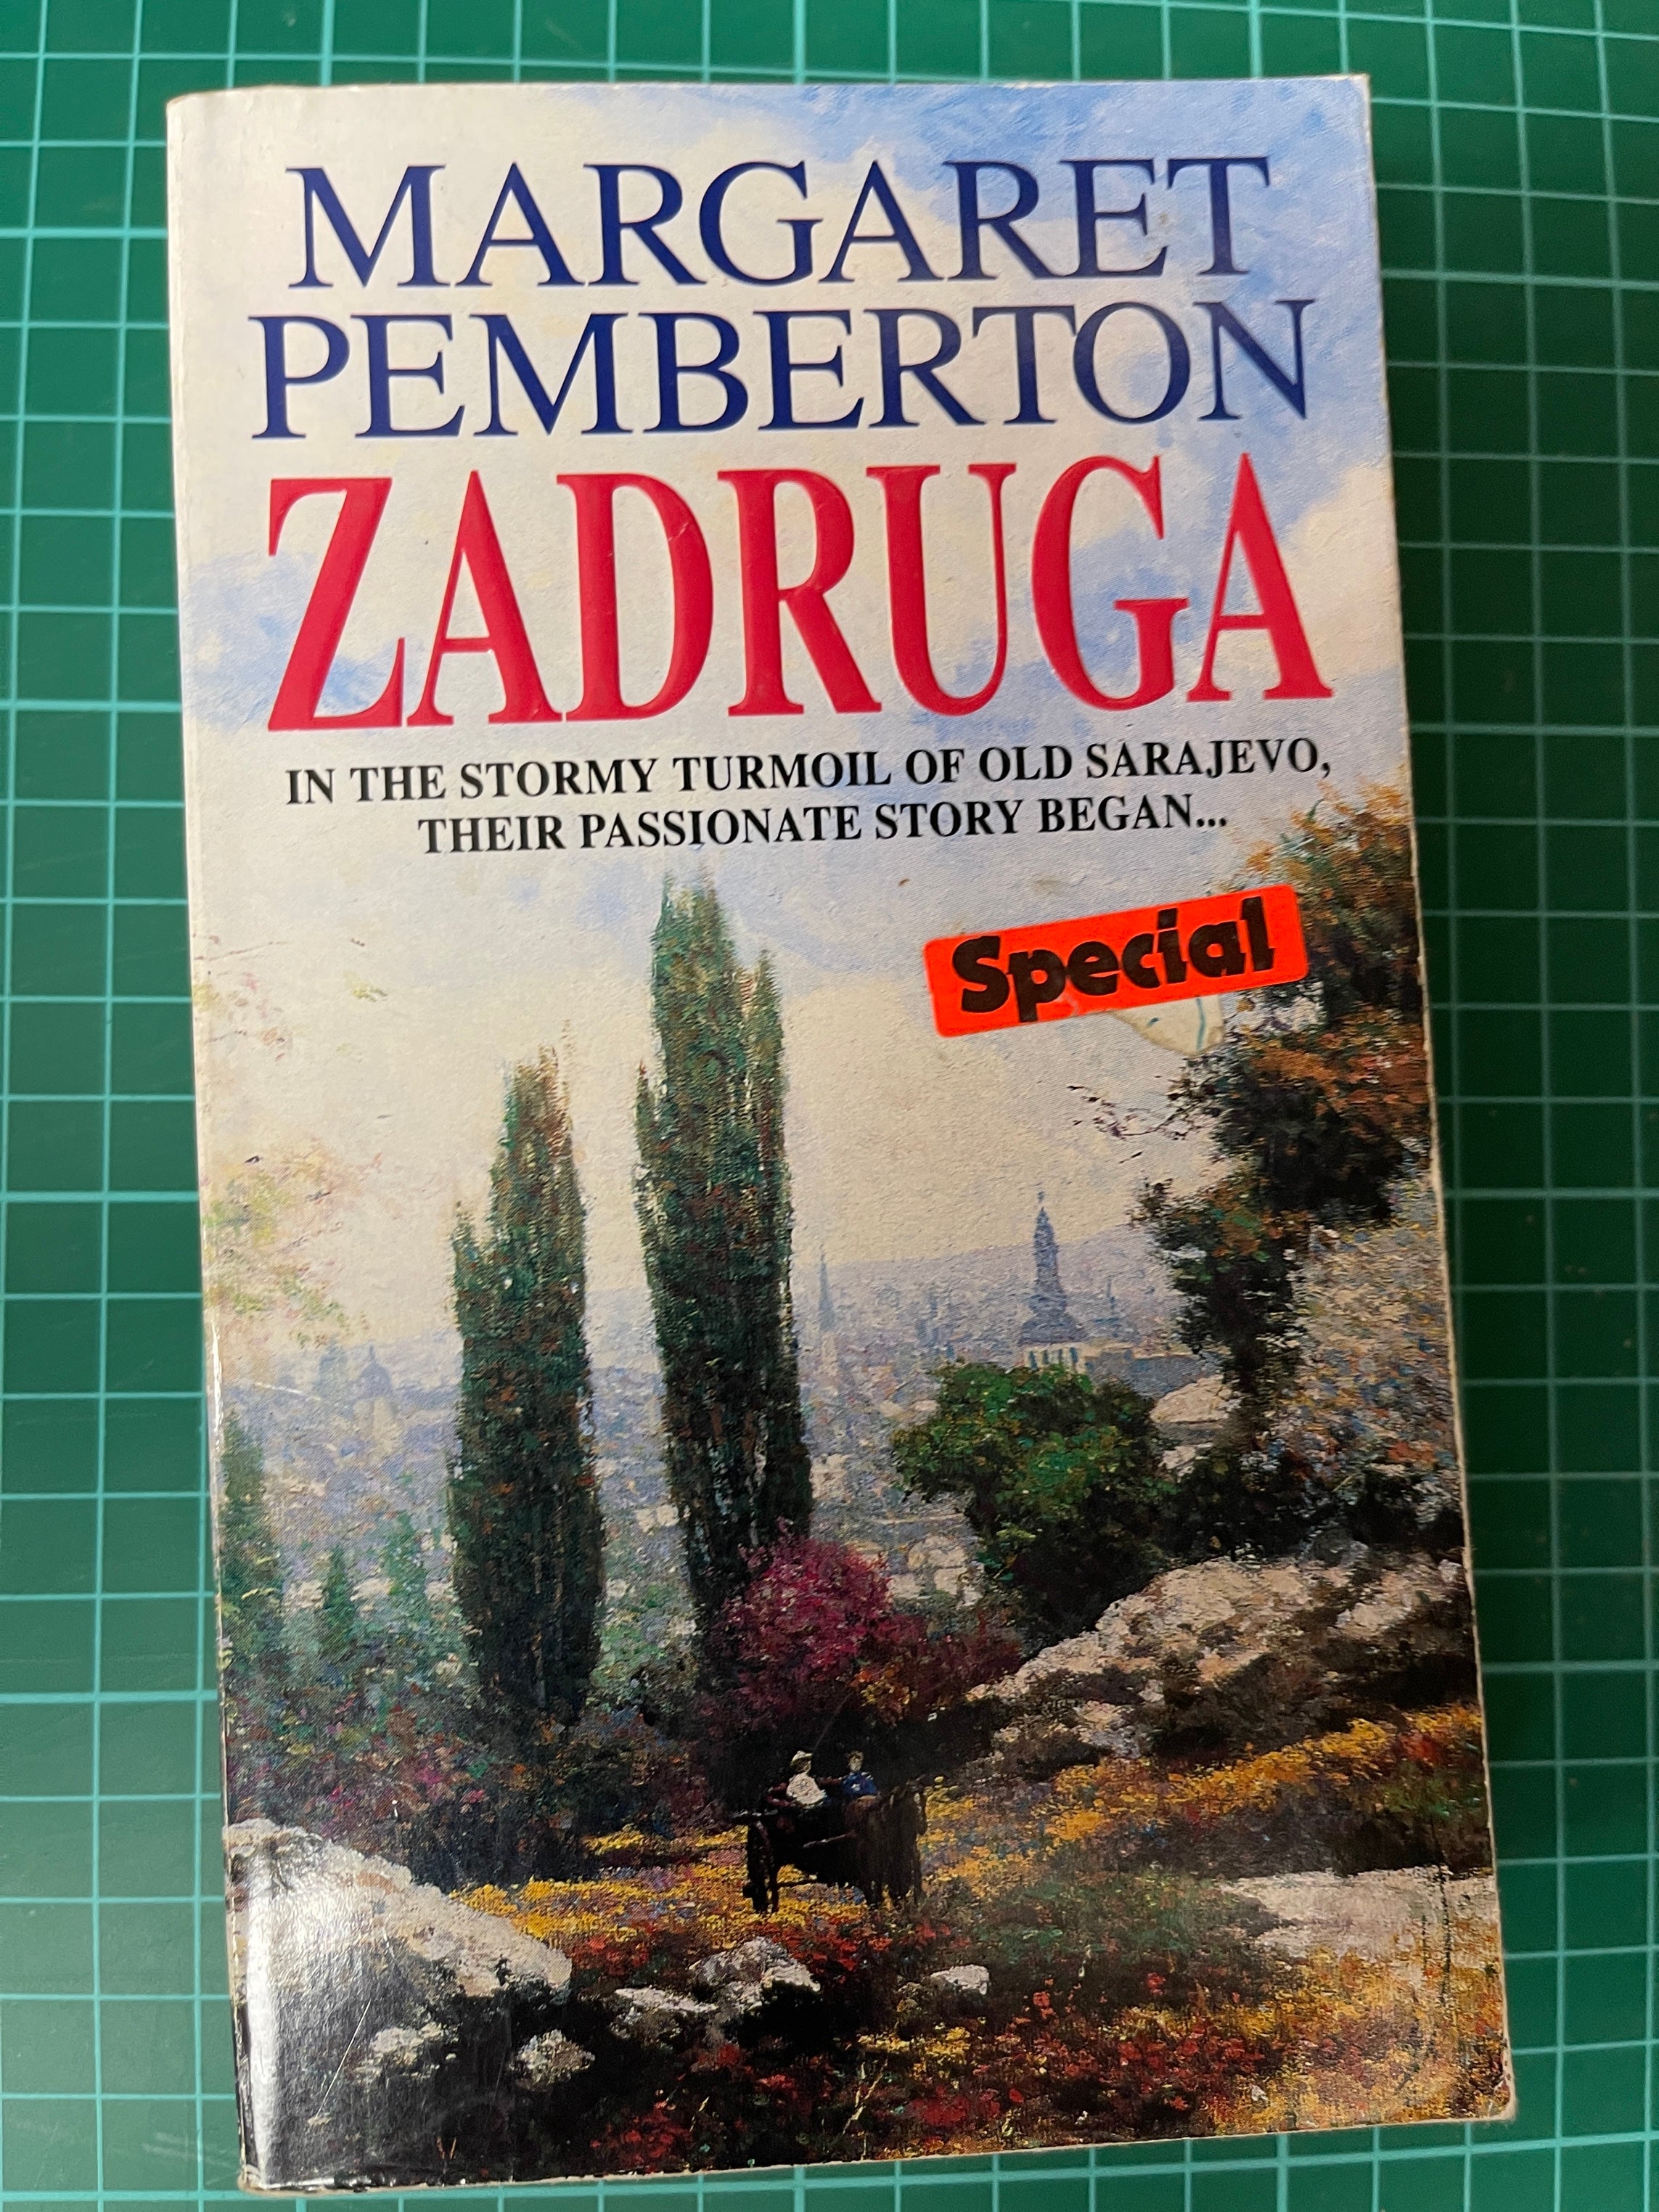 MARGARET
PEMBERTON
ZADRUGA
IN THE STORMY TURMOIL OF OLD SARAJEVO,
THEIR PASSIONATE STORY BEGAN...
Special